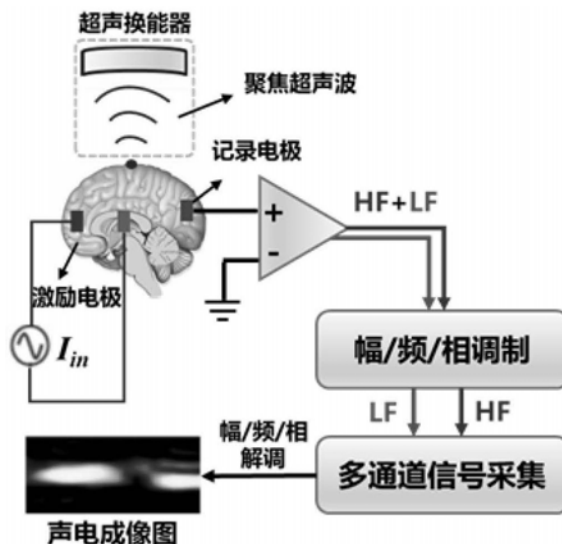 超声换能器
聚焦超声波
记录电极
+
-
HF+LF
激励电极
I_in
幅/频/相调制
LF
HF
幅/频/相
解调
多通道信号采集
声电成像图